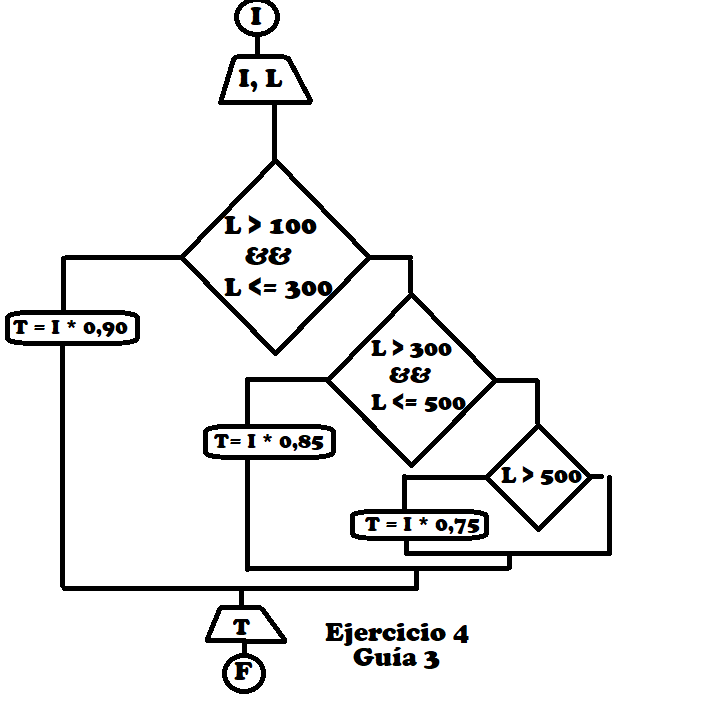 I
I, L
L > 100
&&
L <= 300
T = I * 0,90
L > 300
&&
L <= 500
T= I * 0,85
L > 500
T = I * 0,75
T
F
Ejercicio 4
Guía 3